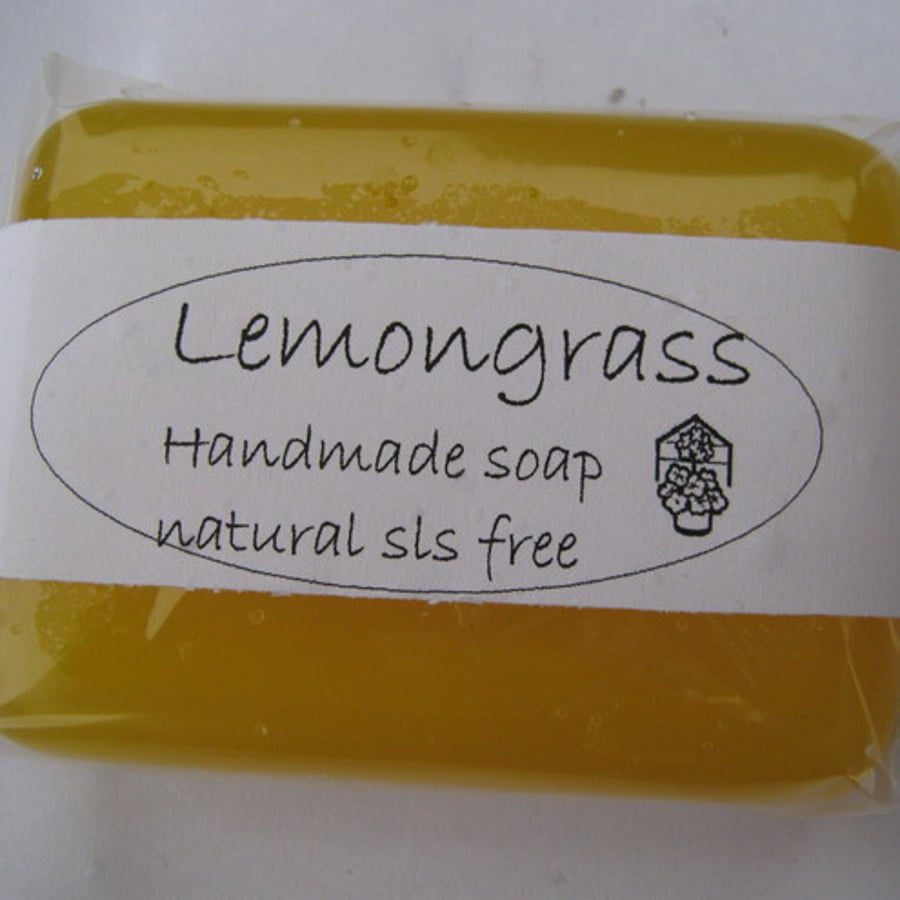 Lemongrass
Handmade soap
natural sls free